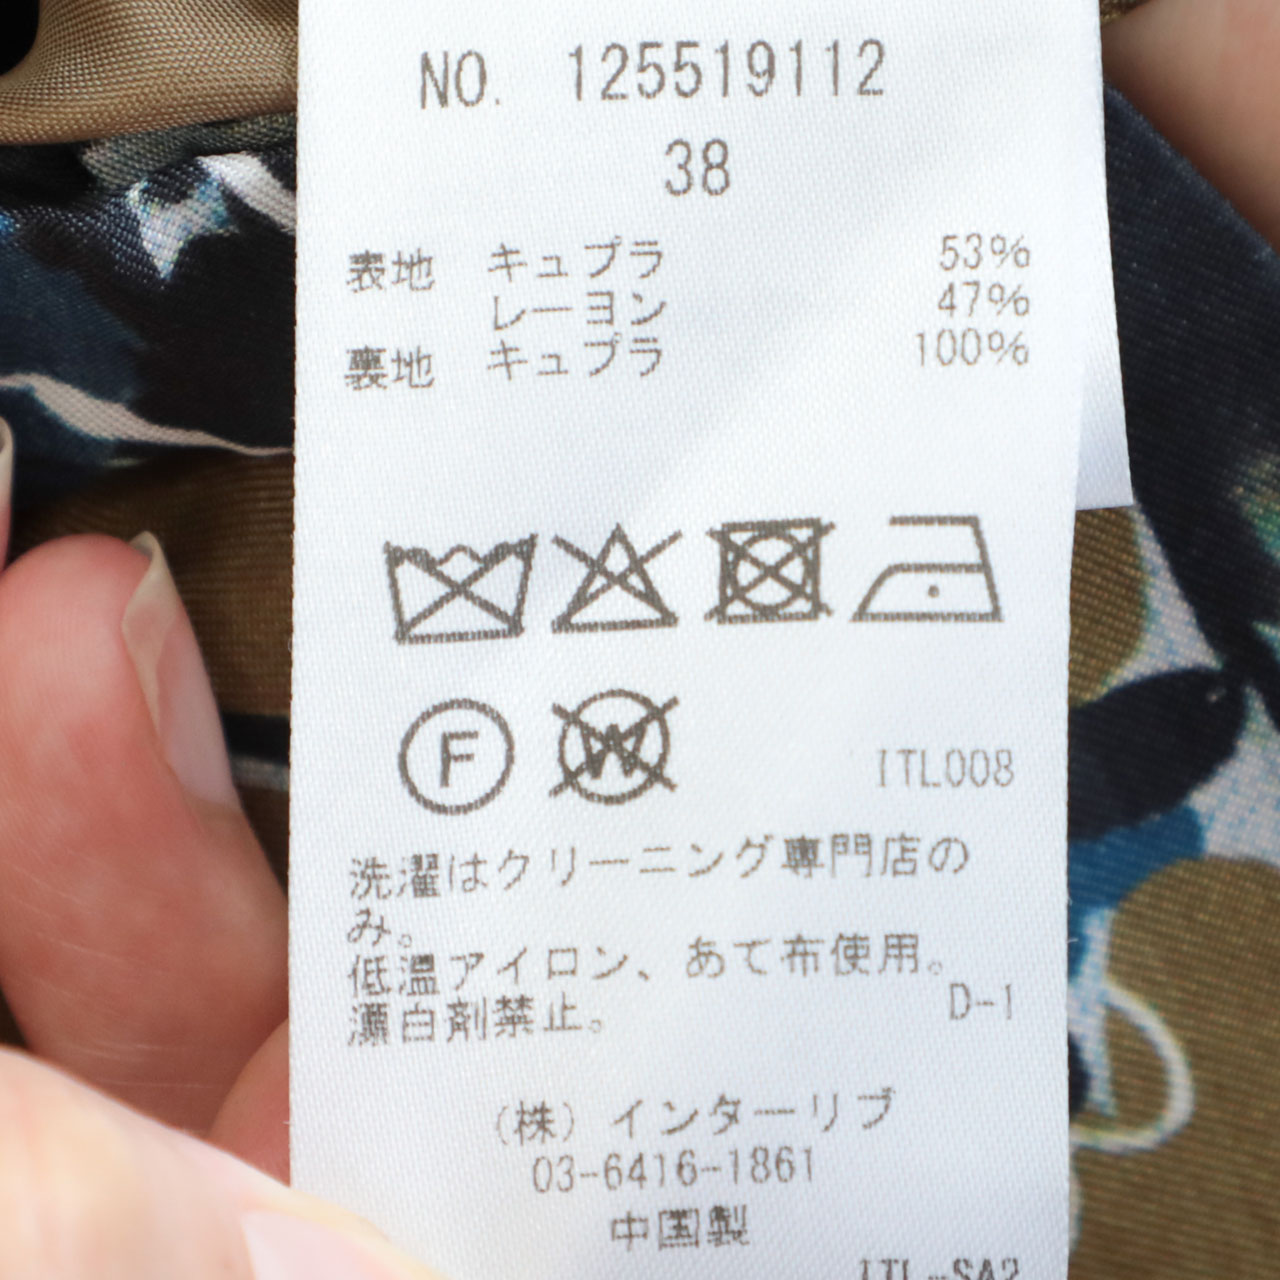 NO. 125519112
38
表地 キュプラ 53%
レーヨン 47%
裏地 キュプラ 100%
F W ITL008
洗濯はクリーニング専門店の
み。
低温アイロン、あて布使用。
漂白剤禁止。 D-1
(株)インターリブ
03-6416-1861
中国製
ITL-SA2